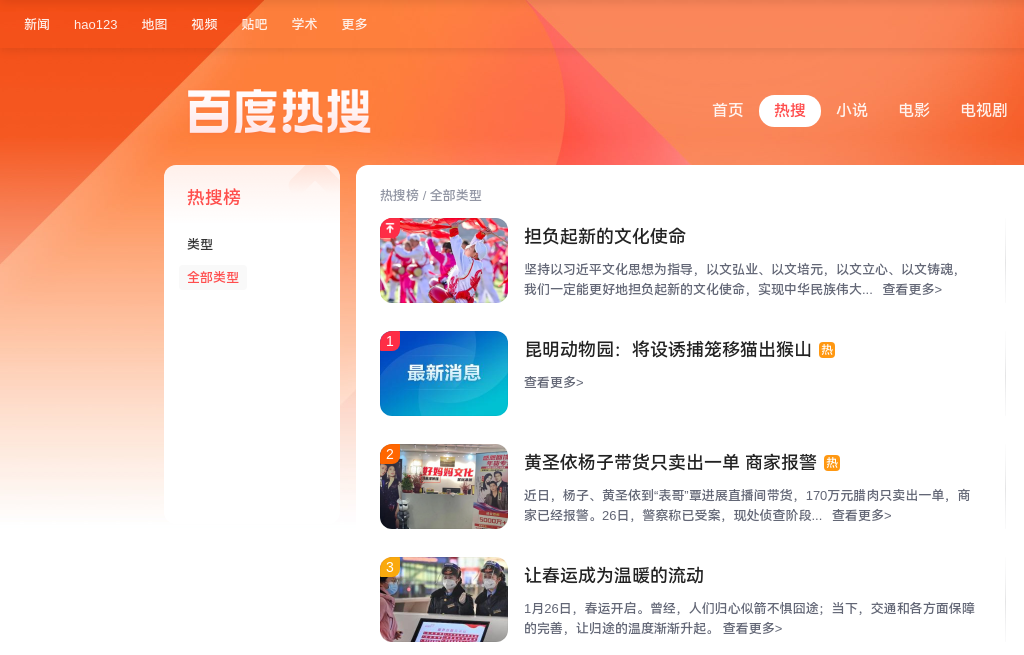 新闻 hao123 地图 视频 贴吧 学术 更多
百度热搜
首页 热搜 小说 电影 电视剧
热搜榜
类型
全部类型
热搜榜 / 全部类型
担负起新的文化使命
坚持以习近平文化思想为指导，以文弘业、以文培元，以文立心、以文铸魂，
我们一定能更好地担负起新的文化使命，实现中华民族伟大... 查看更多>
1
最新消息
昆明动物园：将设诱捕笼移猫出猴山 热
查看更多>
2
好妈妈文化
黄圣依杨子带货只卖出一单 商家报警 热
近日，杨子、黄圣依到“表哥”覃进展直播间带货，170万元腊肉只卖出一单，商
家已经报警。26日，警察称已受案，现处侦查阶段... 查看更多>
3
让春运成为温暖的流动
1月26日，春运开启。曾经，人们归心似箭不惧囧途；当下，交通和各方面保障
的完善，让归途的温度渐渐升起。 查看更多>